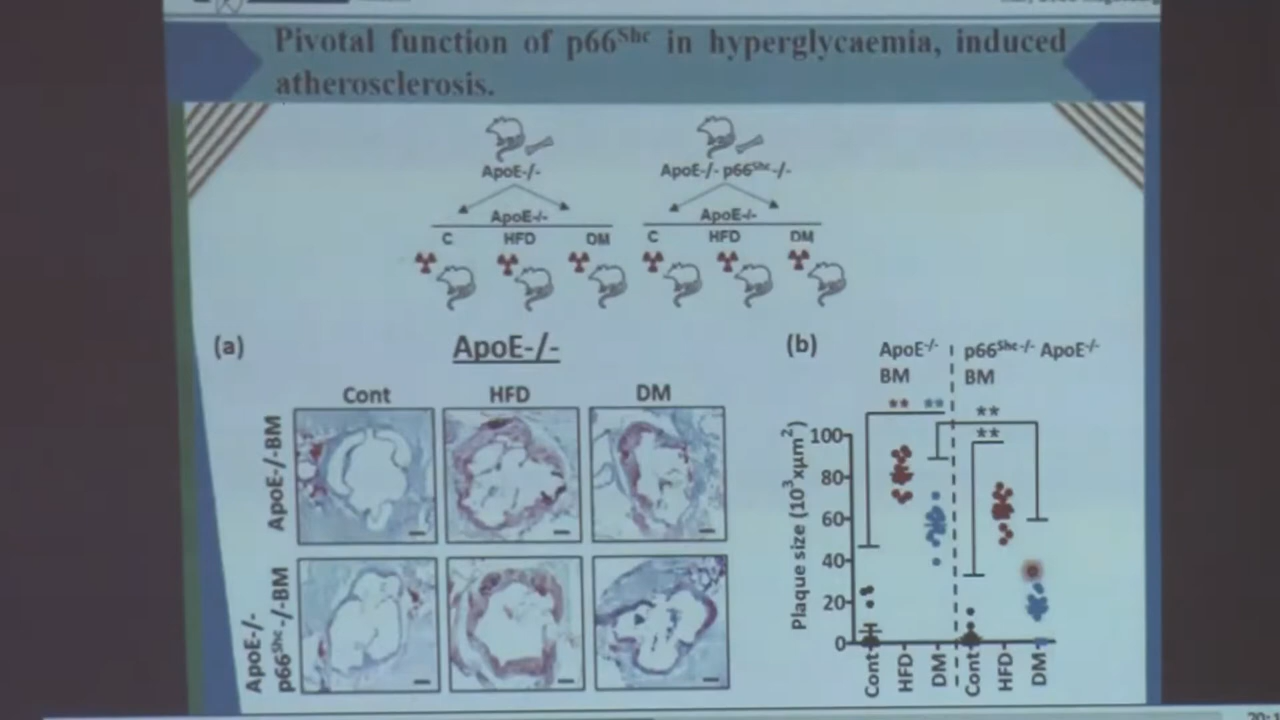 Pivotal function of p66Shc in hyperglycaemia, induced
atherosclerosis.
ApoE-/-
ApoE-/- p66Shc-/-
ApoE-/-
ApoE-/-
C HFD DM
C HFD DM
(a)
ApoE-/-
Cont HFD DM
ApoE-/-BM
ApoE-/-
p66Shc-/-BM
(b)
ApoE-/-
BM
p66Shc-/- ApoE-/-
BM
** **
**
**
Plaque size (103xµm2)
100
80
60
40
20
0
Cont HFD DM Cont HFD DM